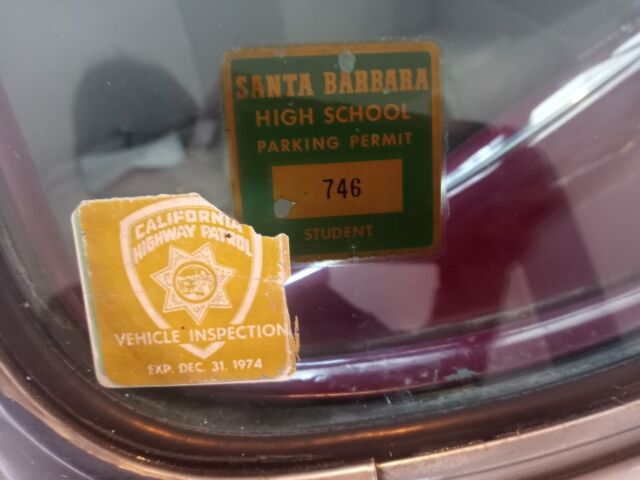 SANTA BARBARA
HIGH SCHOOL
PARKING PERMIT
746
STUDENT
CALIFORNIA
HIGHWAY PATROL
VEHICLE INSPECTION
EXP. DEC. 31, 1974